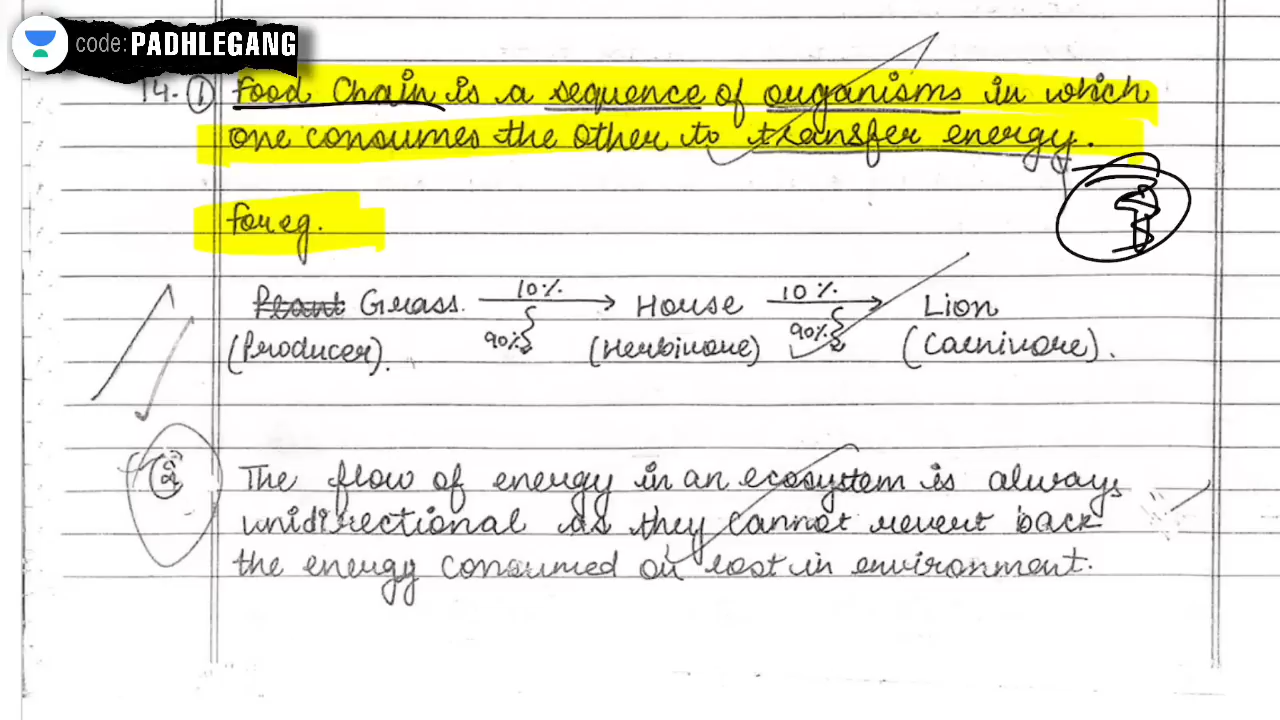 code: PADHLEGANG
14. ① Food Chain is a sequence of organisms in which
one consumes the other to transfer energy.
for eg.
Grass 10% House 10% Lion
(Producer). 90% (Herbivore) 90% (Carnivore).
② The flow of energy in an ecosystem is always
unidirectional as they cannot revert back
the energy consumed or lost in environment.